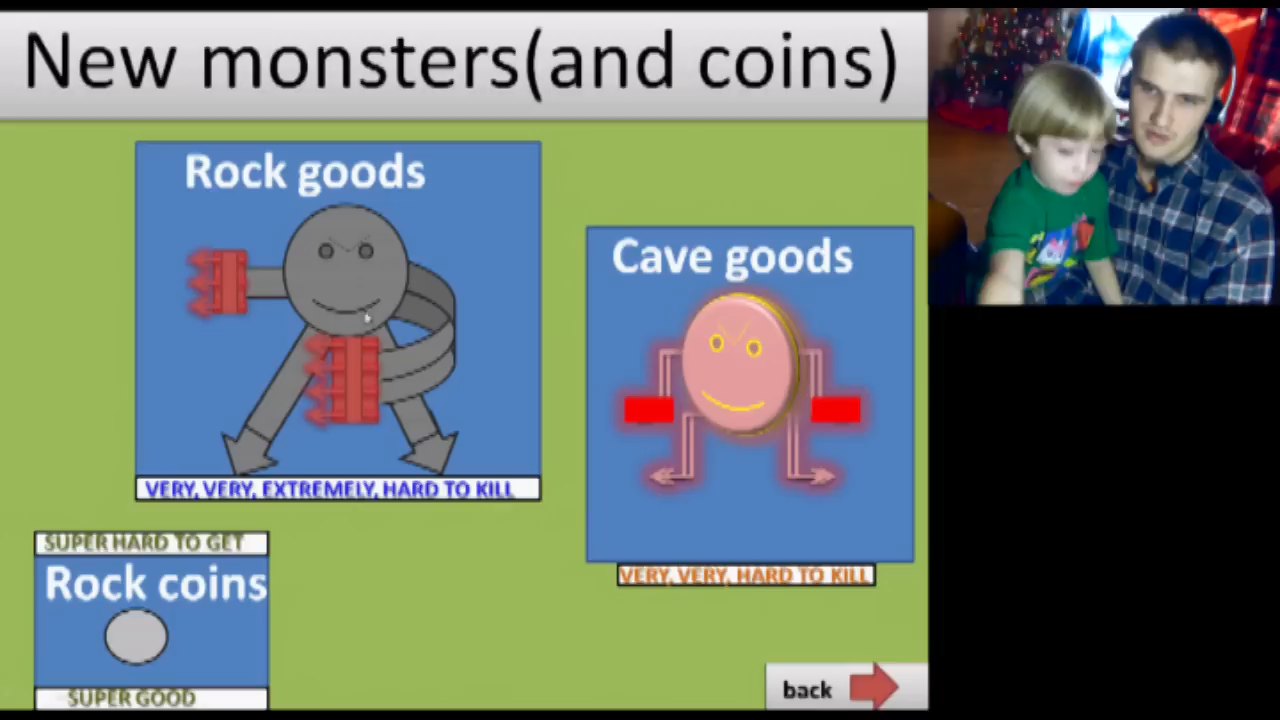 New monsters(and coins)
Rock goods
Cave goods
VERY, VERY, EXTREMELY, HARD TO KILL
SUPER HARD TO GET
Rock coins
VERY, VERY, HARD TO KILL
SUPER GOOD
back